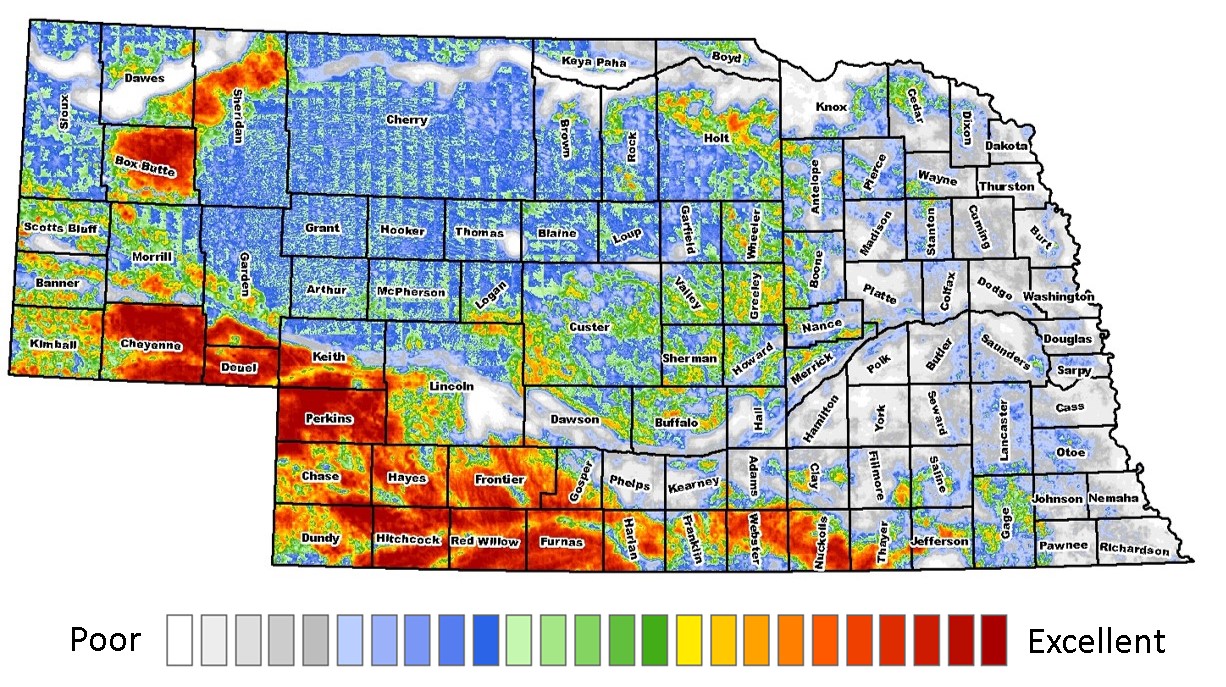 Keya Paha
Boyd
Dawes
Sioux
Sheridan
Cherry
Brown
Rock
Holt
Knox
Cedar
Dixon
Dakota
Box Butte
Antelope
Pierce
Wayne
Thurston
Scotts Bluff
Morrill
Garden
Grant
Hooker
Thomas
Blaine
Loup
Garfield
Wheeler
Madison
Stanton
Cuming
Burt
Banner
Arthur
McPherson
Logan
Custer
Valley
Greeley
Boone
Platte
Colfax
Dodge
Washington
Kimball
Cheyenne
Deuel
Keith
Lincoln
Sherman
Howard
Nance
Merrick
Polk
Butler
Saunders
Douglas
Sarpy
Perkins
Dawson
Buffalo
Hall
Hamilton
York
Seward
Lancaster
Cass
Otoe
Chase
Hayes
Frontier
Gosper
Phelps
Kearney
Adams
Clay
Fillmore
Saline
Johnson
Nemaha
Dundy
Hitchcock
Red Willow
Furnas
Harlan
Franklin
Webster
Nuckolls
Thayer
Jefferson
Gage
Pawnee
Richardson
Poor
Excellent